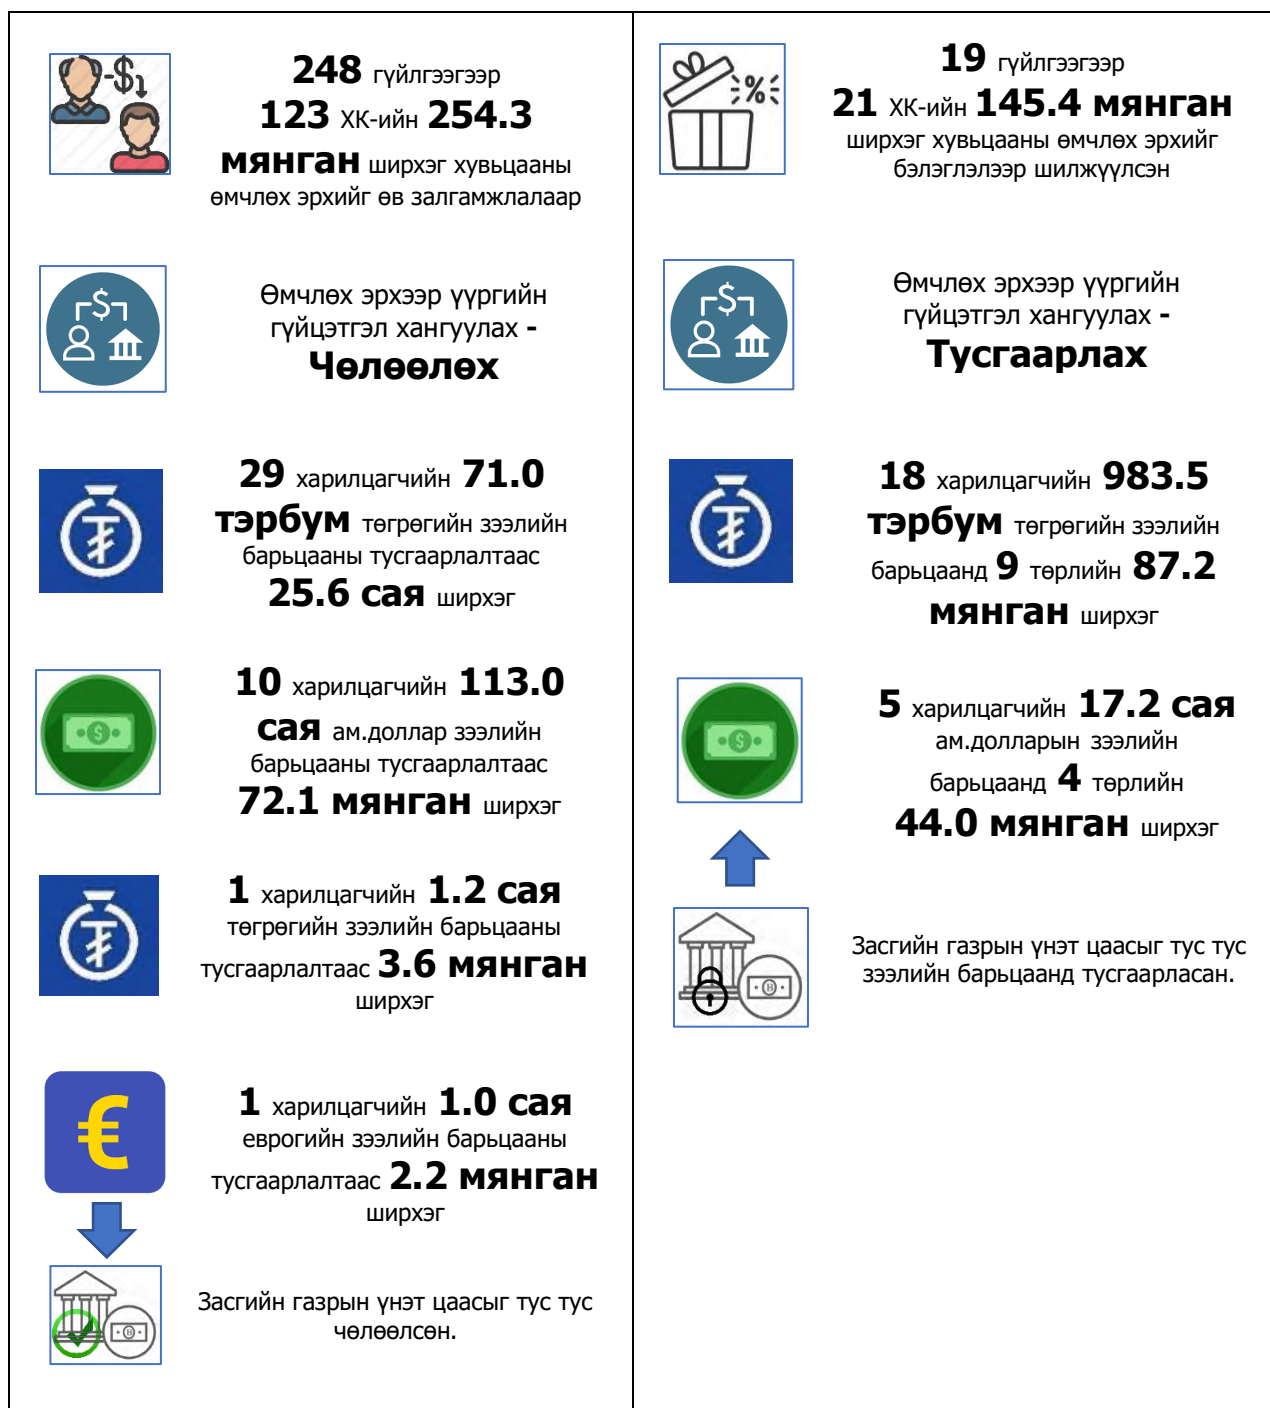 248 гүйлгээгээр
123 ХК-ийн 254.3
мянган ширхэг хувьцааны
өмчлөх эрхийг өв залгамжлалаар
Өмчлөх эрхээр үүргийн
гүйцэтгэл хангуулах -
Чөлөөлөх
29 харилцагчийн 71.0
тэрбум төгрөгийн зээлийн
барьцааны тусгаарлалтаас
25.6 сая ширхэг
10 харилцагчийн 113.0
сая ам.доллар зээлийн
барьцааны тусгаарлалтаас
72.1 мянган ширхэг
1 харилцагчийн 1.2 сая
төгрөгийн зээлийн барьцааны
тусгаарлалтаас 3.6 мянган
ширхэг
€
1 харилцагчийн 1.0 сая
еврогийн зээлийн барьцааны
тусгаарлалтаас 2.2 мянган
ширхэг
Засгийн газрын үнэт цаасыг тус тус
чөлөөлсөн.
19 гүйлгээгээр
21 ХК-ийн 145.4 мянган
ширхэг хувьцааны өмчлөх эрхийг
бэлэглэлээр шилжүүлсэн
Өмчлөх эрхээр үүргийн
гүйцэтгэл хангуулах -
Тусгаарлах
18 харилцагчийн 983.5
тэрбум төгрөгийн зээлийн
барьцаанд 9 төрлийн 87.2
мянган ширхэг
5 харилцагчийн 17.2 сая
ам.долларын зээлийн
барьцаанд 4 төрлийн
44.0 мянган ширхэг
Засгийн газрын үнэт цаасыг тус тус
зээлийн барьцаанд тусгаарласан.